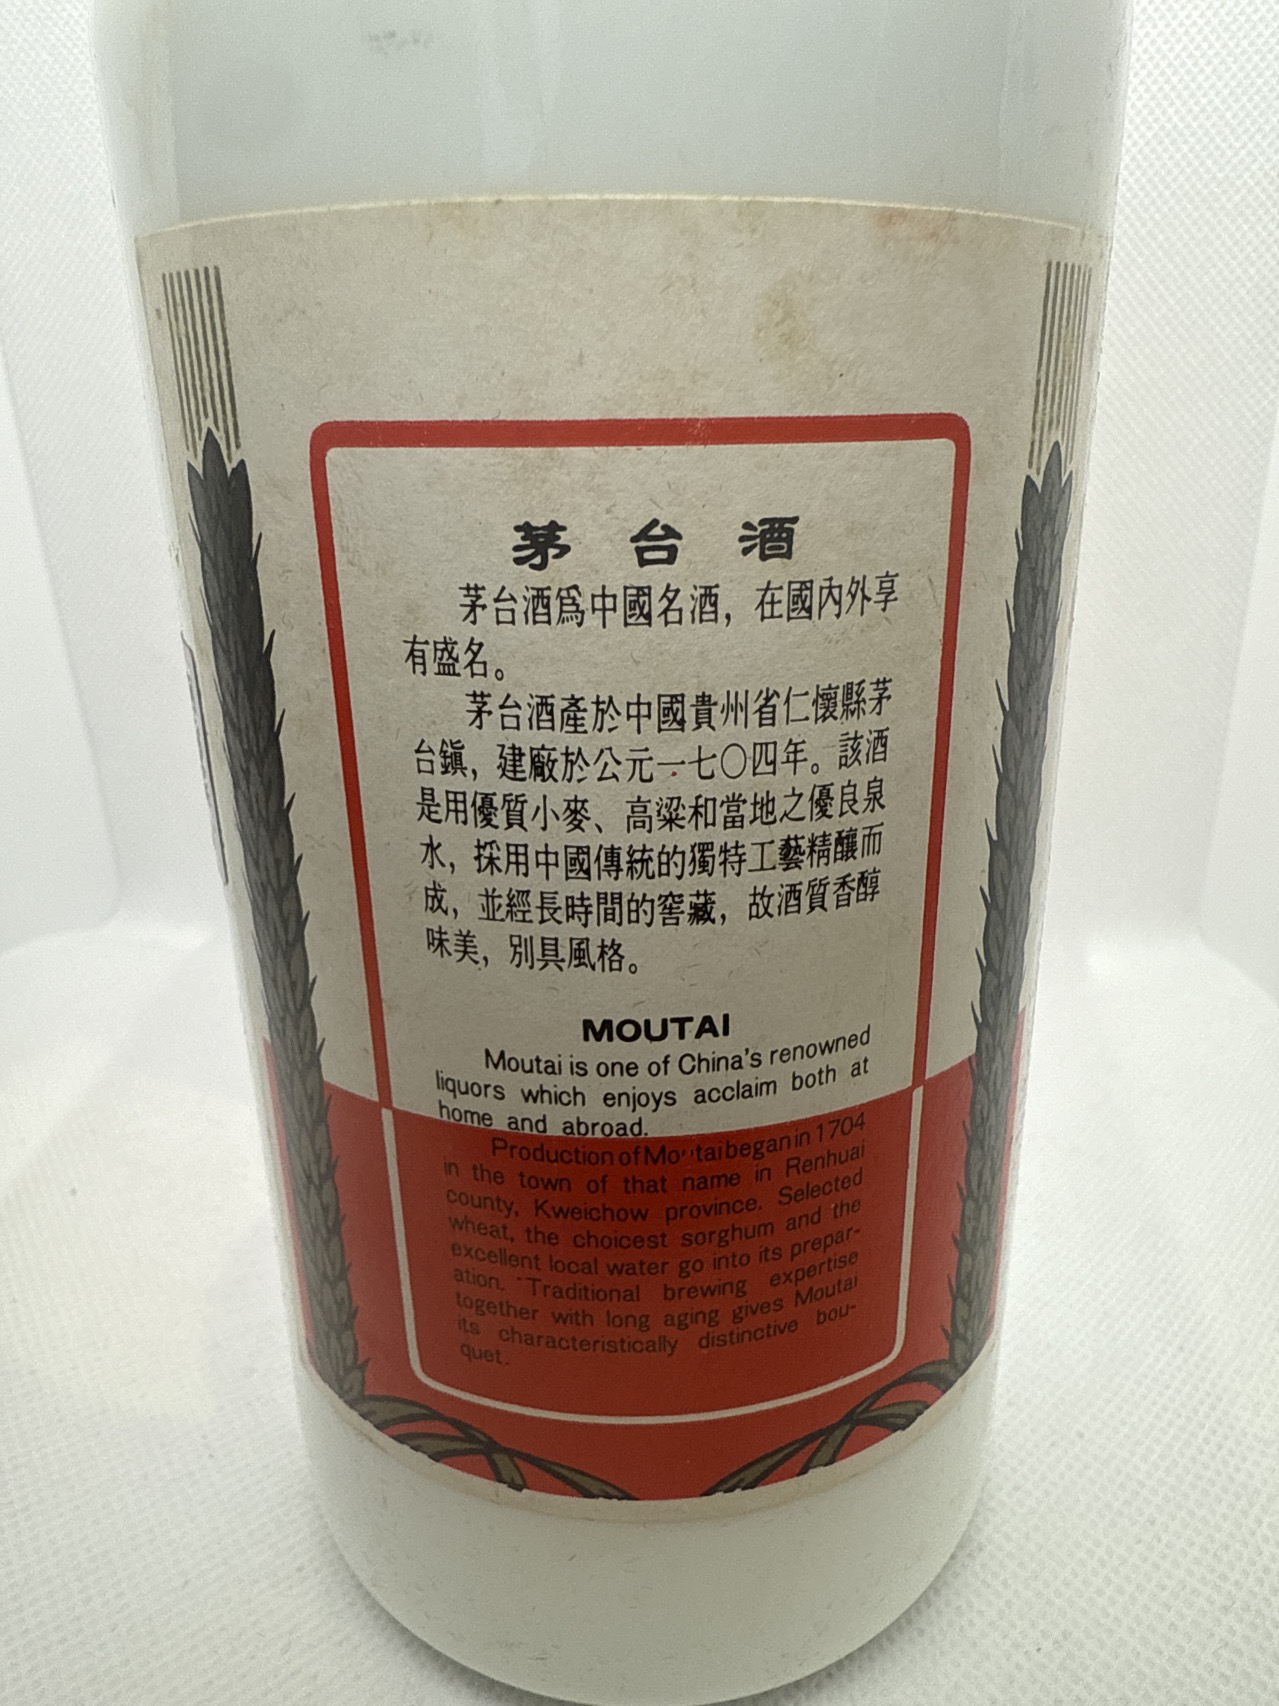 茅台酒
茅台酒爲中國名酒，在國內外享
有盛名。
茅台酒產於中國貴州省仁懷縣茅
台鎭，建廠於公元一七〇四年。該酒
是用優質小麥、高粱和當地之優良泉
水，採用中國傳統的獨特工藝精釀而
成，並經長時間的窖藏，故酒質香醇
味美，別具風格。
MOUTAI
Moutai is one of China's renowned
liquors which enjoys acclaim both at
home and abroad.
Production of Moutai began in 1704
in the town of that name in Renhuai
county, Kweichow province. Selected
wheat, the choicest sorghum and the
excellent local water go into its prepar-
ation. Traditional brewing expertise
together with long aging gives Moutai
its characteristically distinctive bou-
quet.